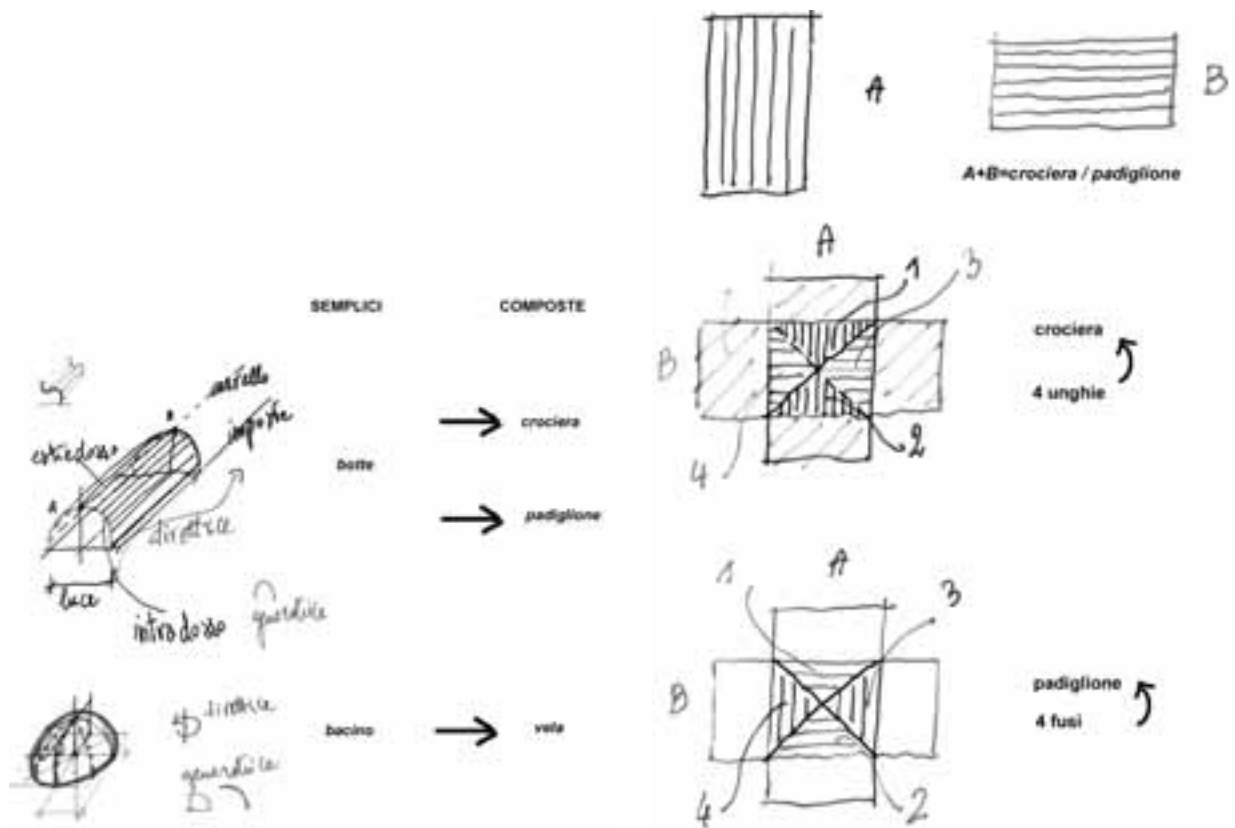 SEMPLICI
COMPOSTE
estradosso
A
B
imposte
direttrice
luce
intradosso
generatrice
botte
crociera
padiglione
direttrice
generatrice
bacino
vela
A
B
A+B=crociera / padiglione
A
1
3
B
2
4
crociera
4 unghie
A
1
3
B
4
2
padiglione
4 fusi